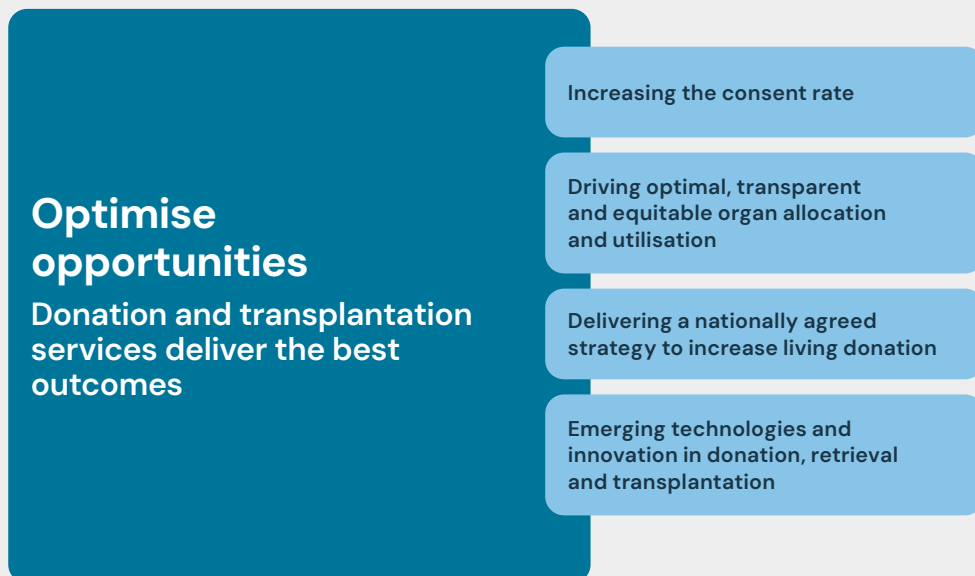 Optimise
opportunities
Donation and transplantation
services deliver the best
outcomes
Increasing the consent rate
Driving optimal, transparent
and equitable organ allocation
and utilisation
Delivering a nationally agreed
strategy to increase living donation
Emerging technologies and
innovation in donation, retrieval
and transplantation